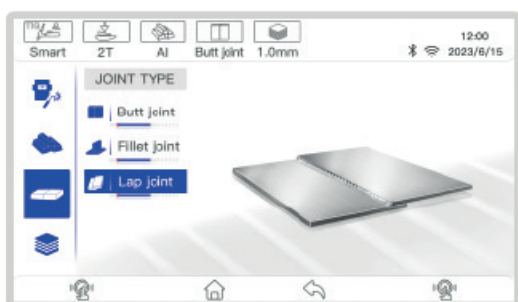 TIG
Smart 2T Al Butt joint 1.0mm
12:00
2023/6/15
JOINT TYPE
Butt joint
Fillet joint
Lap joint